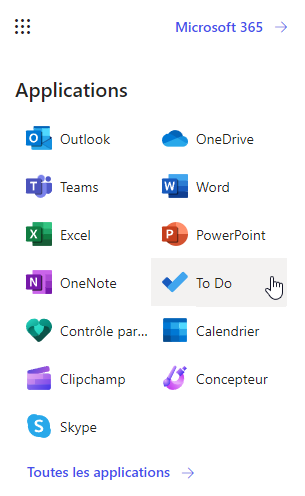 Microsoft 365
Applications
Outlook OneDrive
Teams Word
Excel PowerPoint
OneNote To Do
Contrôle par... Calendrier
Clipchamp Concepteur
Skype
Toutes les applications